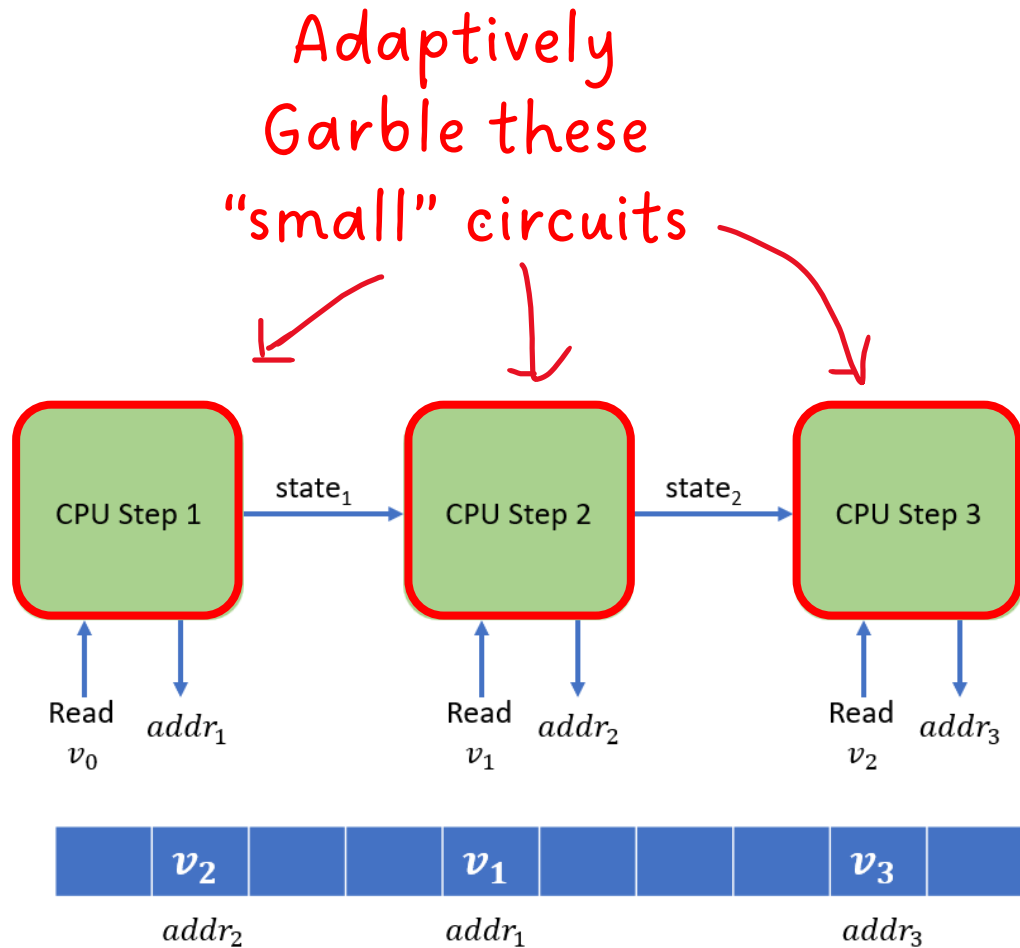 Adaptively
Garble these
“small” circuits
state₁
state₂
CPU Step 1
CPU Step 2
CPU Step 3
Read
v₀
addr₁
Read
v₁
addr₂
Read
v₂
addr₃
v₂
v₁
v₃
addr₂
addr₁
addr₃